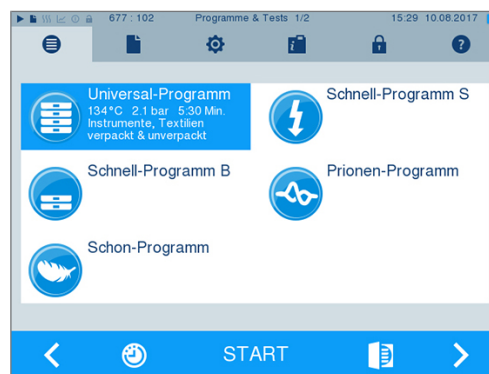 677 : 102 Programme & Tests 1/2 15:29 10.08.2017
Universal-Programm
134°C 2.1 bar 5:30 Min.
Instrumente, Textilien
verpackt & unverpackt
Schnell-Programm S
Schnell-Programm B
Prionen-Programm
Schon-Programm
START